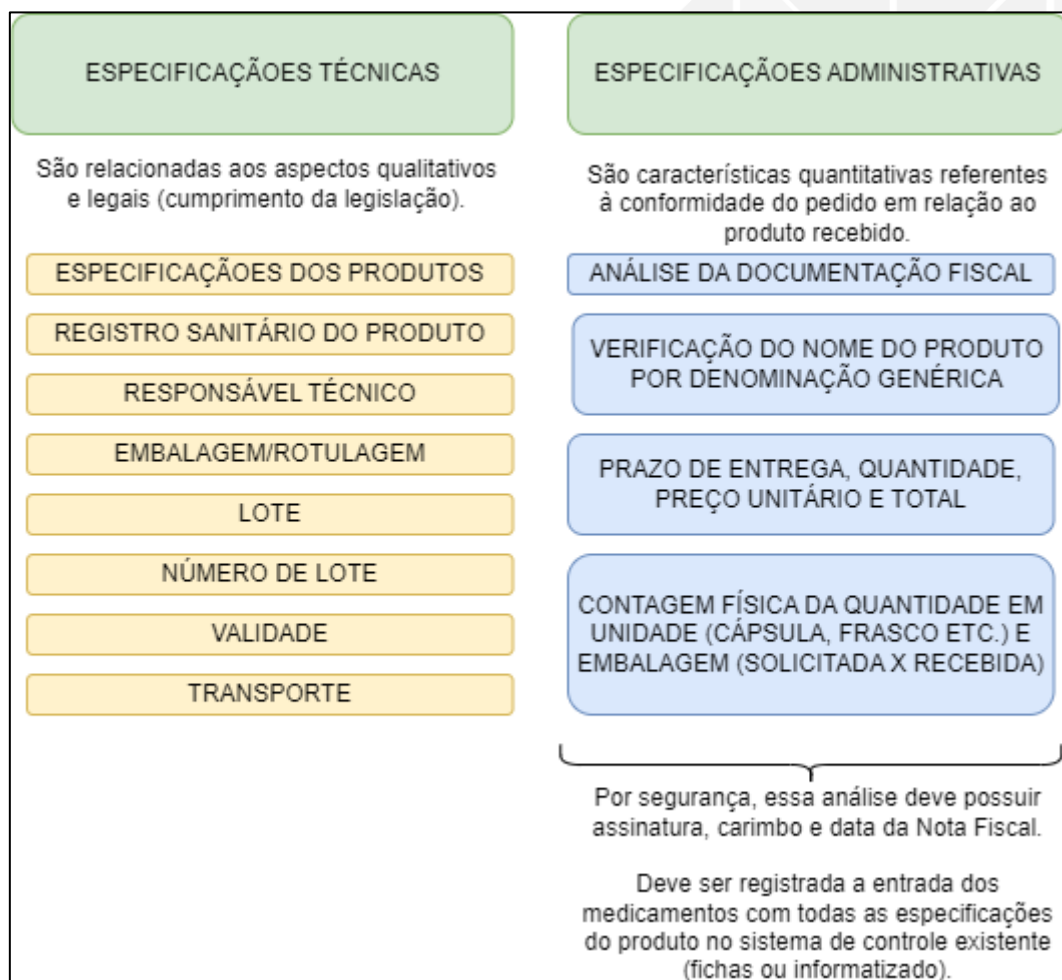 ESPECIFICAÇÃOES TÉCNICAS
São relacionadas aos aspectos qualitativos
e legais (cumprimento da legislação).
ESPECIFICAÇÃOES DOS PRODUTOS
REGISTRO SANITÁRIO DO PRODUTO
RESPONSÁVEL TÉCNICO
EMBALAGEM/ROTULAGEM
LOTE
NÚMERO DE LOTE
VALIDADE
TRANSPORTE
ESPECIFICAÇÃOES ADMINISTRATIVAS
São características quantitativas referentes
à conformidade do pedido em relação ao
produto recebido.
ANÁLISE DA DOCUMENTAÇÃO FISCAL
VERIFICAÇÃO DO NOME DO PRODUTO
POR DENOMINAÇÃO GENÉRICA
PRAZO DE ENTREGA, QUANTIDADE,
PREÇO UNITÁRIO E TOTAL
CONTAGEM FÍSICA DA QUANTIDADE EM
UNIDADE (CÁPSULA, FRASCO ETC.) E
EMBALAGEM (SOLICITADA X RECEBIDA)
Por segurança, essa análise deve possuir
assinatura, carimbo e data da Nota Fiscal.
Deve ser registrada a entrada dos
medicamentos com todas as especificações
do produto no sistema de controle existente
(fichas ou informatizado).